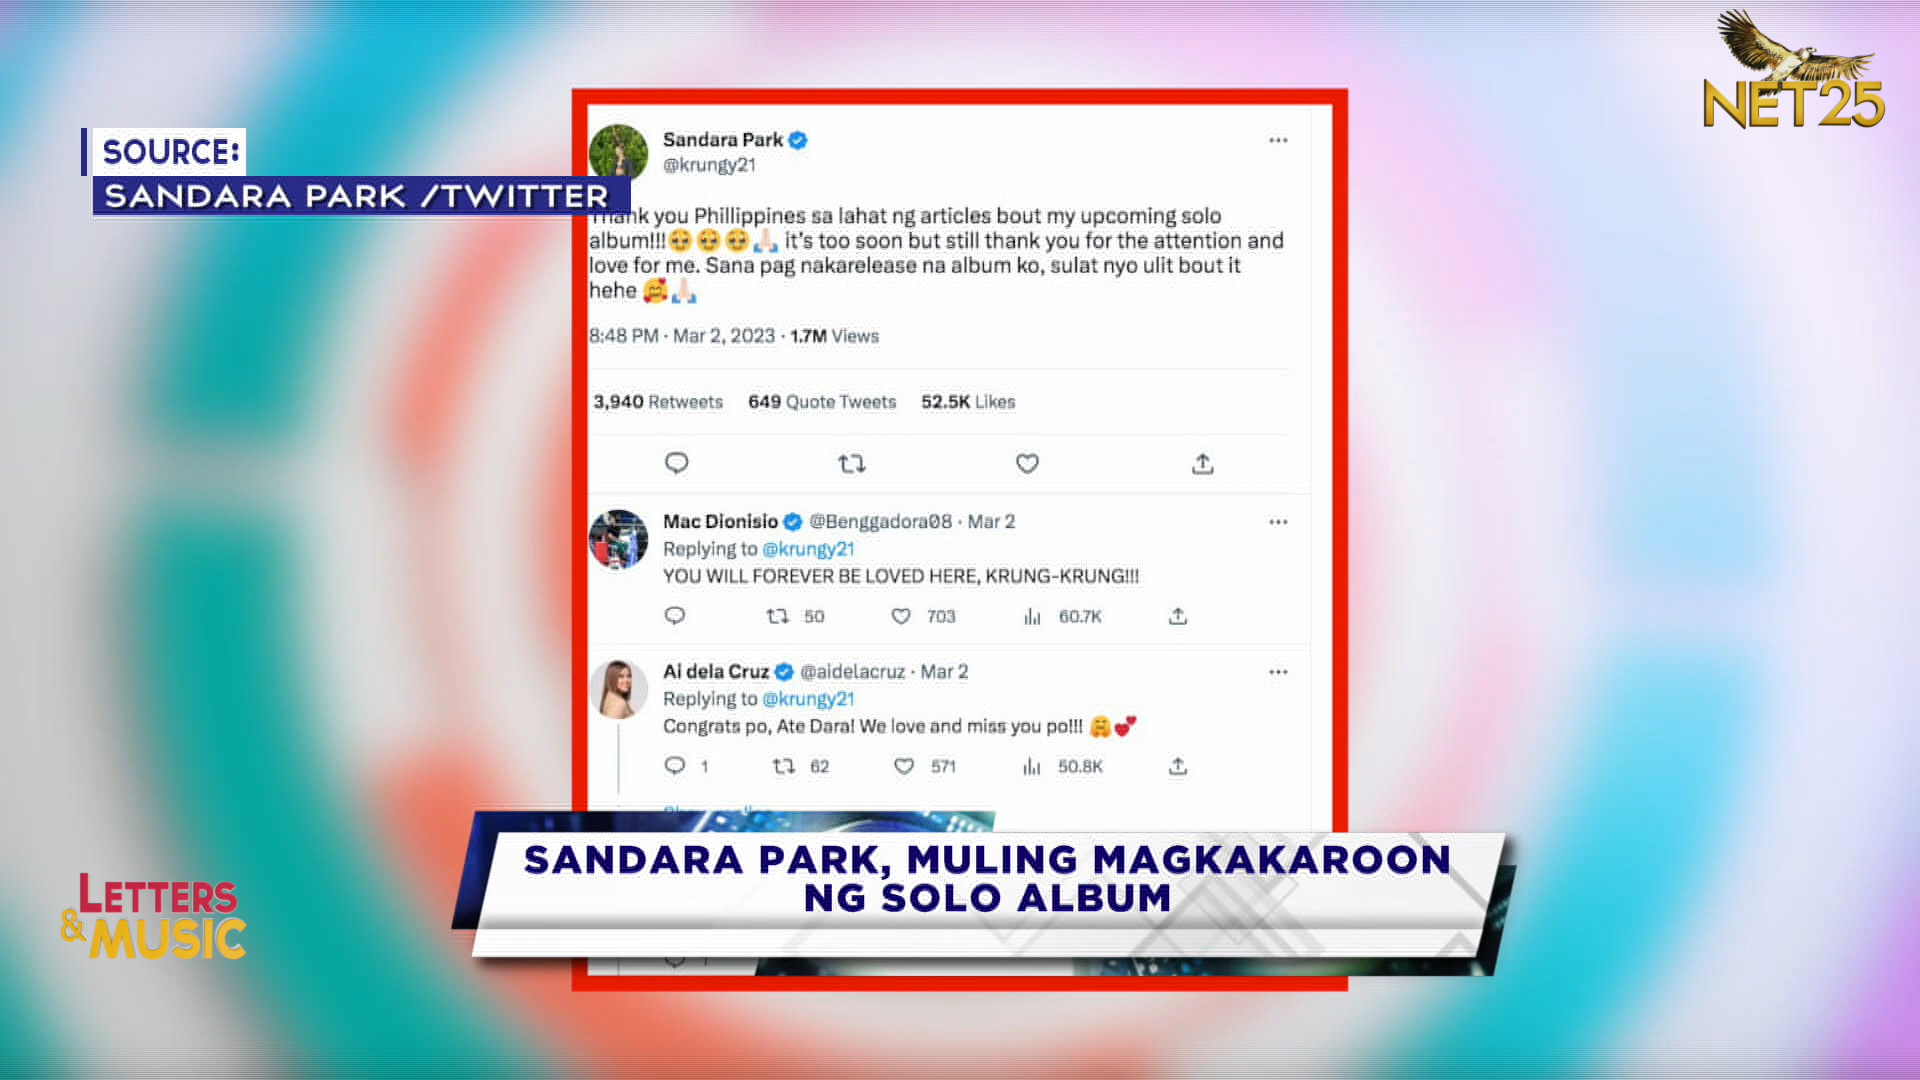 NET25
SOURCE:
SANDARA PARK /TWITTER
Sandara Park
@krungy21
Thank you Phillippines sa lahat ng articles bout my upcoming solo
album!!!🥹🥹🥹🙏🏻 it's too soon but still thank you for the attention and
love for me. Sana pag nakarelease na album ko, sulat nyo ulit bout it
hehe 🥰🙏🏻
8:48 PM · Mar 2, 2023 · 1.7M Views
3,940 Retweets 649 Quote Tweets 52.5K Likes
Mac Dionisio @Benggadora08 · Mar 2
Replying to @krungy21
YOU WILL FOREVER BE LOVED HERE, KRUNG-KRUNG!!!
50 703 60.7K
Ai dela Cruz @aidelacruz · Mar 2
Replying to @krungy21
Congrats po, Ate Dara! We love and miss you po!!! 🤗💕
1 62 571 50.8K
SANDARA PARK, MULING MAGKAKAROON
NG SOLO ALBUM
LETTERS
& MUSIC